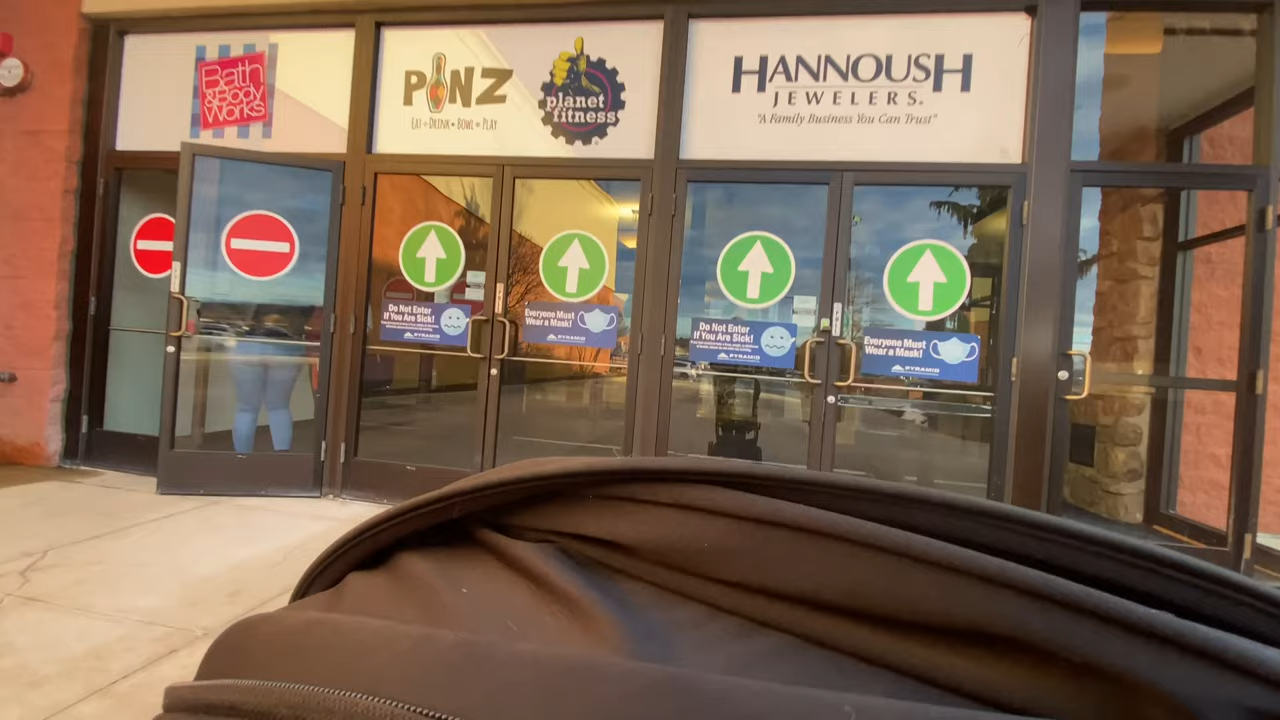 Bath
& Body
Works
PiNZ
EAT • DRINK • BOWL • PLAY
planet
fitness
HANNOUSH
JEWELERS.
"A Family Business You Can Trust"
Do Not Enter
If You Are Sick!
PYRAMID
Everyone Must
Wear a Mask!
PYRAMID
Do Not Enter
If You Are Sick!
PYRAMID
Everyone Must
Wear a Mask!
PYRAMID